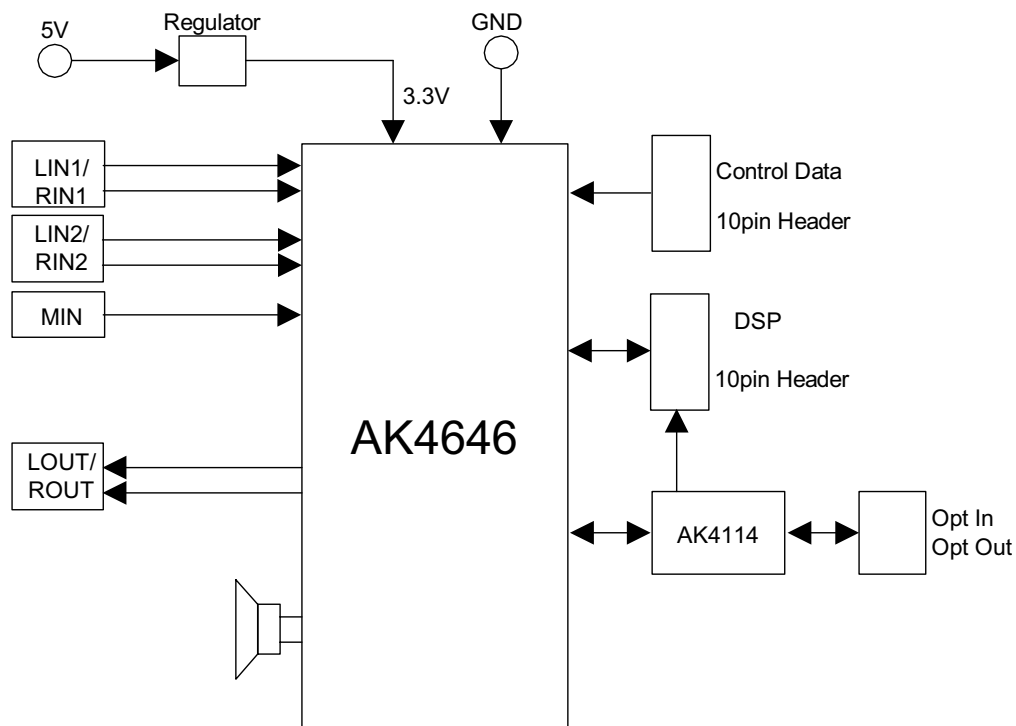 5V
Regulator
GND
3.3V
LIN1/
RIN1
Control Data
10pin Header
LIN2/
RIN2
MIN
DSP
10pin Header
AK4646
LOUT/
ROUT
AK4114
Opt In
Opt Out